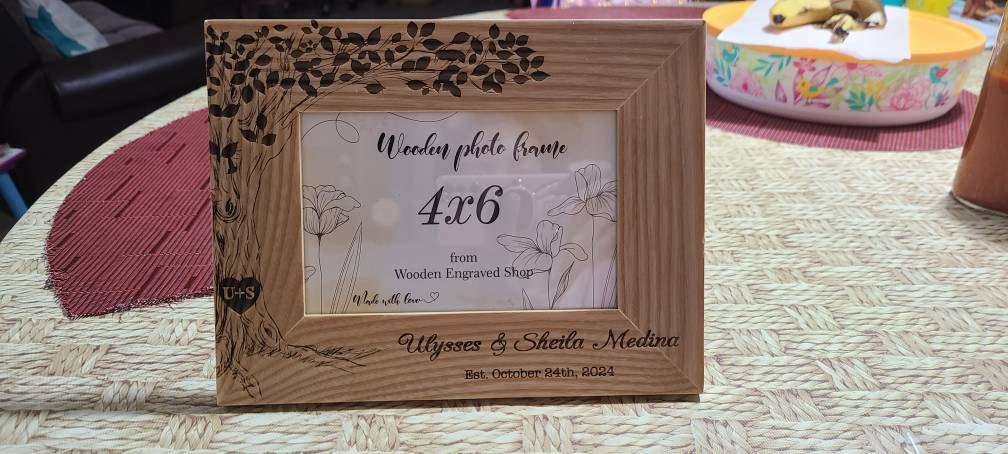 Wooden photo frame
4x6
from
Wooden Engraved Shop
Made with love
U+S
Ulysses & Sheila Medina
Est. October 24th, 2024